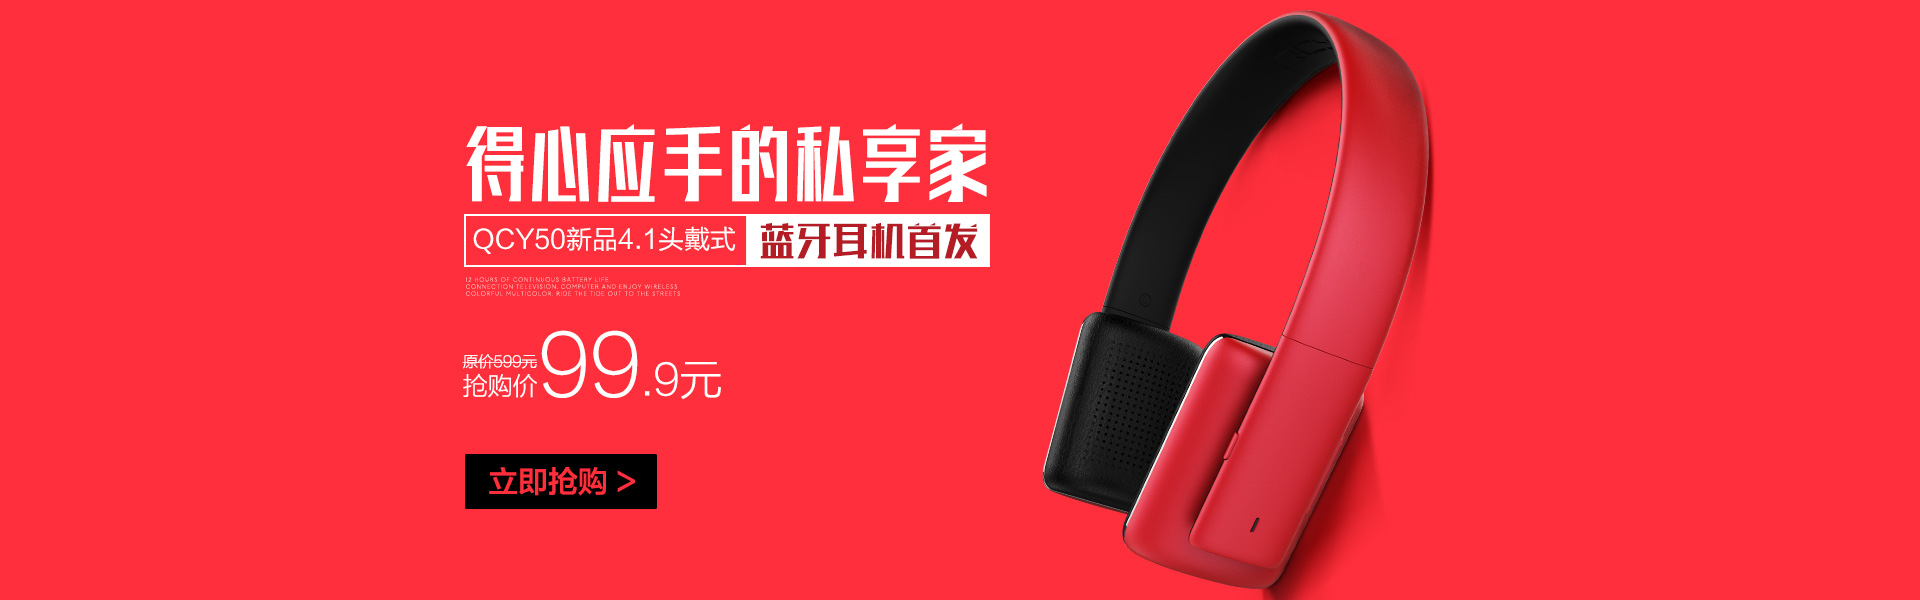 得心应手的私享家
QCY50新品4.1头戴式 蓝牙耳机首发
12 HOURS OF CONTINUOUS BATTERY LIFE
CONNECTION TELEVISION, COMPUTER AND ENJOY WIRELESS
COLORFUL MULTICOLOR, RIDE THE TIDE OUT TO THE STREETS
原价599元
抢购价99.9元
立即抢购 >